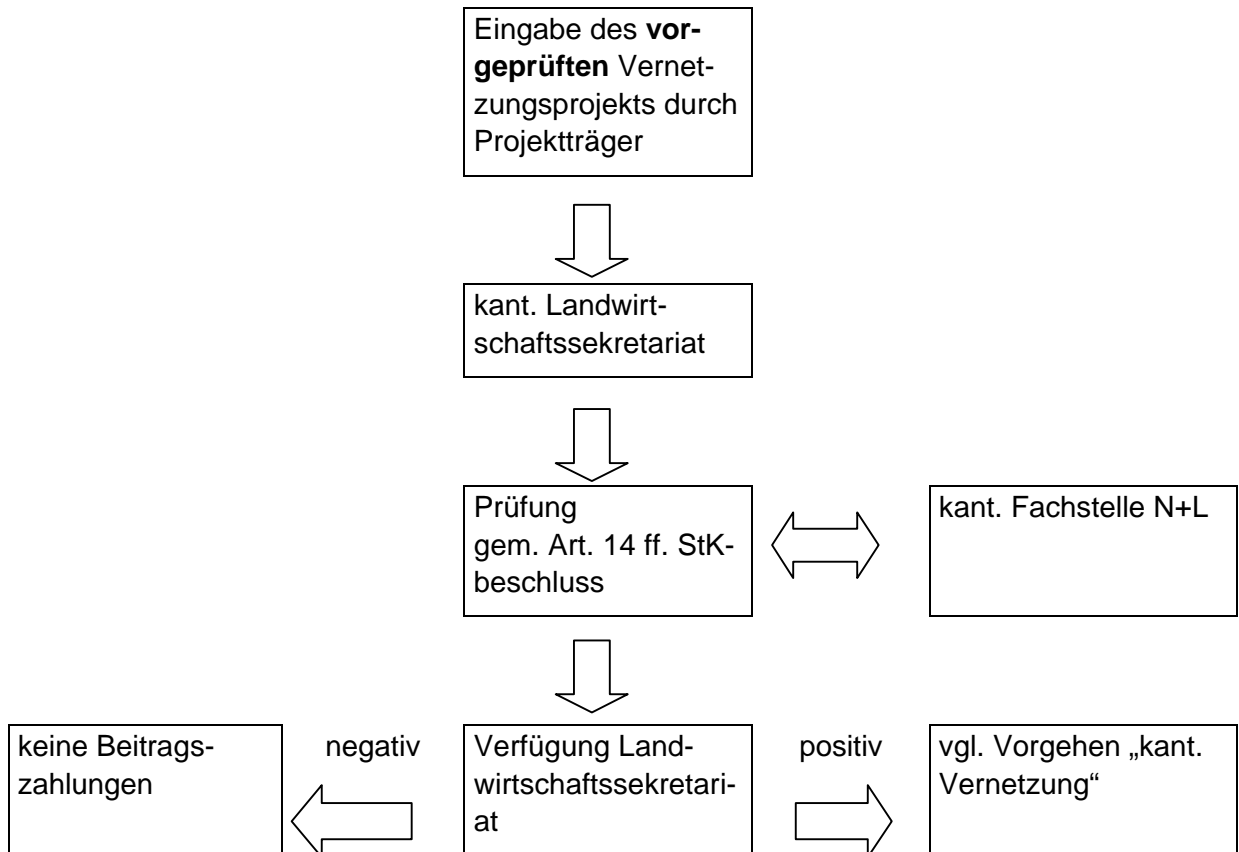 Eingabe des vor-
geprüften Vernet-
zungsprojekts durch
Projektträger
kant. Landwirt-
schaftssekretariat
Prüfung
gem. Art. 14 ff. StK-
beschluss
kant. Fachstelle N+L
keine Beitrags-
zahlungen
negativ
Verfügung Land-
wirtschaftssekretari-
at
positiv
vgl. Vorgehen „kant.
Vernetzung“